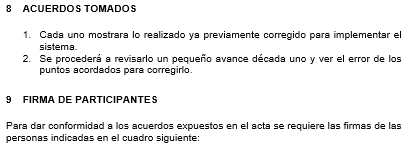 8 ACUERDOS TOMADOS
1. Cada uno mostrara lo realizado ya previamente corregido para implementar el
sistema.
2. Se procederá a revisarlo un pequeño avance década uno y ver el error de los
puntos acordados para corregirlo.
9 FIRMA DE PARTICIPANTES
Para dar conformidad a los acuerdos expuestos en el acta se requiere las firmas de las
personas indicadas en el cuadro siguiente: